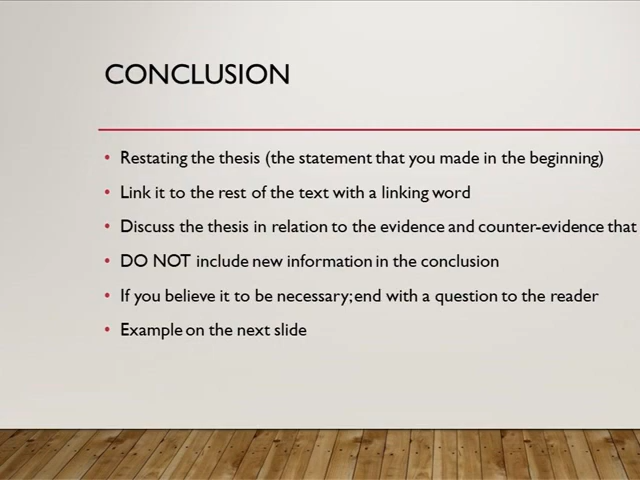 CONCLUSION
• Restating the thesis (the statement that you made in the beginning)
• Link it to the rest of the text with a linking word
• Discuss the thesis in relation to the evidence and counter-evidence that
• DO NOT include new information in the conclusion
• If you believe it to be necessary; end with a question to the reader
• Example on the next slide